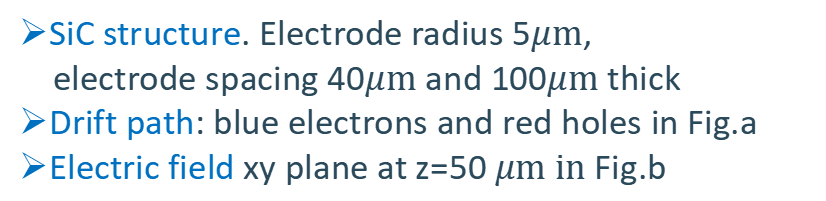 ➢SiC structure. Electrode radius 5𝜇m,
electrode spacing 40𝜇m and 100𝜇m thick
➢Drift path: blue electrons and red holes in Fig.a
➢Electric field xy plane at z=50 𝜇m in Fig.b